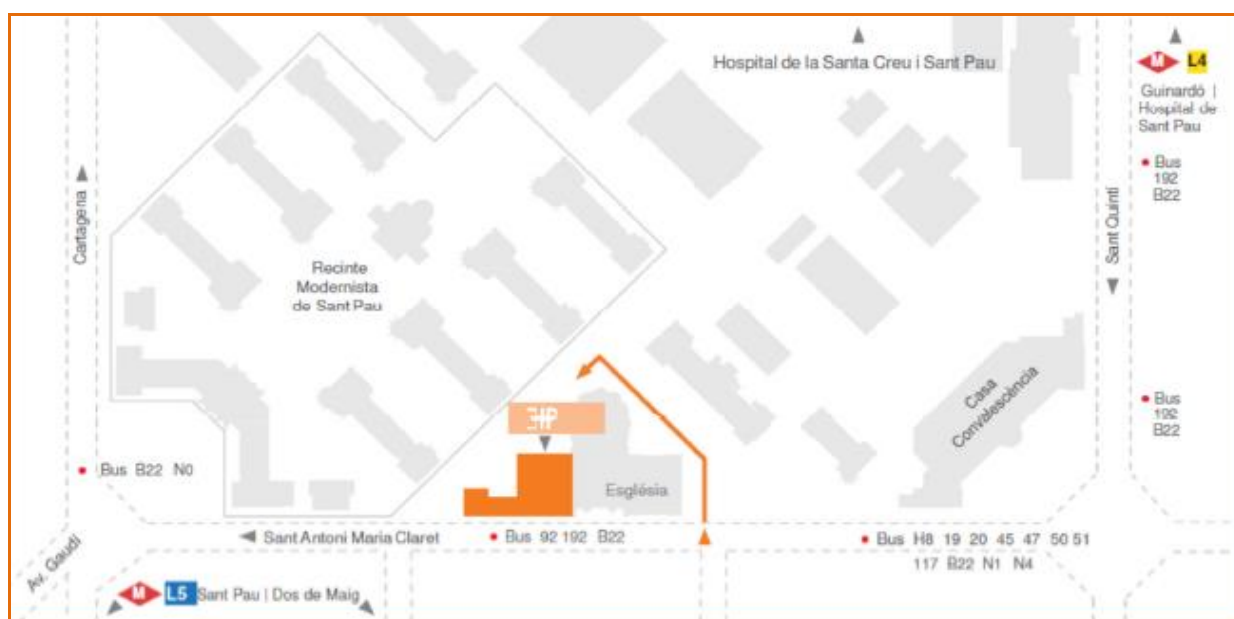 Hospital de la Santa Creu i Sant Pau
M L4
Guinardó |
Hospital de
Sant Pau
Bus
192
B22
Cartagena
Sant Quintí
Recinte
Modernista
de Sant Pau
Casa
Convalescència
Bus
192
B22
Bus B22 N0
Església
Sant Antoni Maria Claret
Bus 92 192 B22
Bus H8 19 20 45 47 50 51
117 B22 N1 N4
Av. Gaudí
M L5 Sant Pau | Dos de Maig